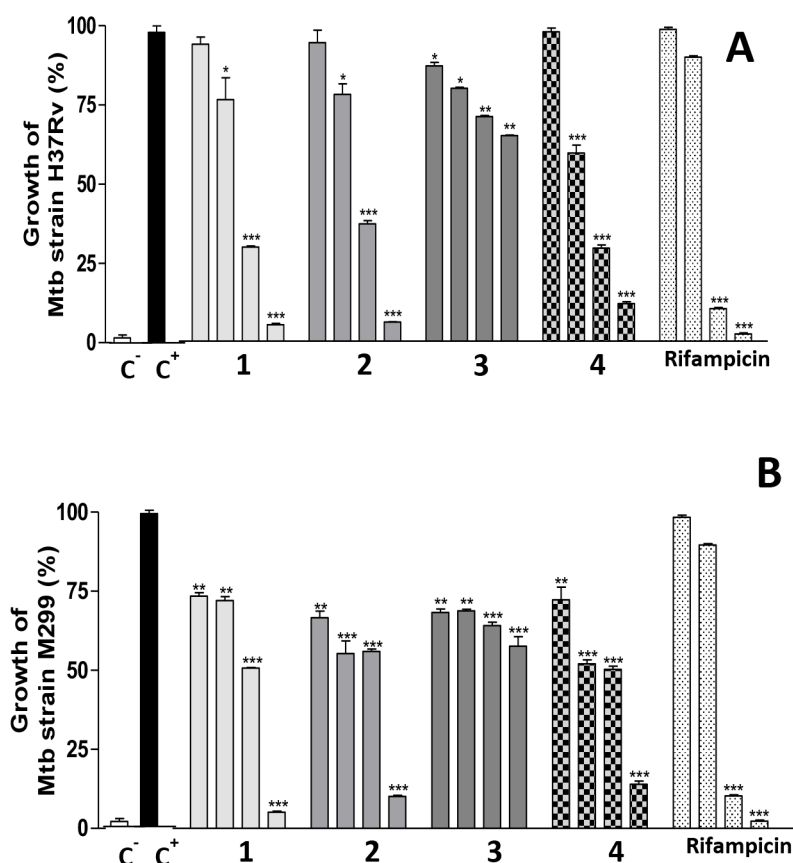 A
Growth of
Mtb strain H37Rv (%)
100
75
50
25
0
* *** ***
* *** ***
* * ** **
*** *** ***
*** ***
C- C+ 1 2 3 4 Rifampicin
B
Growth of
Mtb strain M299 (%)
100
75
50
25
0
** ** *** ***
** *** *** ***
** ** *** ***
** *** *** ***
*** ***
C- C+ 1 2 3 4 Rifampicin